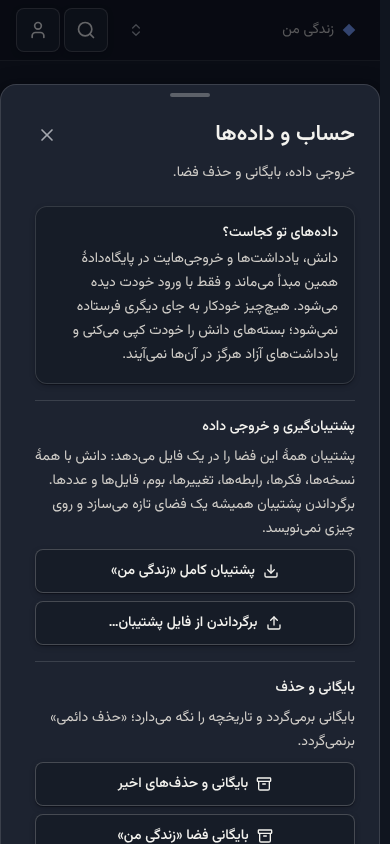 زندگی من
حساب و داده‌ها
خروجی داده، بایگانی و حذف فضا.
داده‌های تو کجاست؟
دانش، یادداشت‌ها و خروجی‌هایت در پایگاه‌دادهٔ
همین مبدأ می‌ماند و فقط با ورود خودت دیده
می‌شود. هیچ‌چیز خودکار به جای دیگری فرستاده
نمی‌شود؛ بسته‌های دانش را خودت کپی می‌کنی و
یادداشت‌های آزاد هرگز در آن‌ها نمی‌آیند.
پشتیبان‌گیری و خروجی داده
پشتیبان همهٔ این فضا را در یک فایل می‌دهد: دانش با همهٔ
نسخه‌ها، فکرها، رابطه‌ها، تغییرها، بوم، فایل‌ها و عددها.
برگرداندن پشتیبان همیشه یک فضای تازه می‌سازد و روی
چیزی نمی‌نویسد.
پشتیبان کامل «زندگی من»
برگرداندن از فایل پشتیبان…
بایگانی و حذف
بایگانی برمی‌گردد و تاریخچه را نگه می‌دارد؛ «حذف دائمی»
برنمی‌گردد.
بایگانی و حذف‌های اخیر
بایگانی فضا «زندگی من»